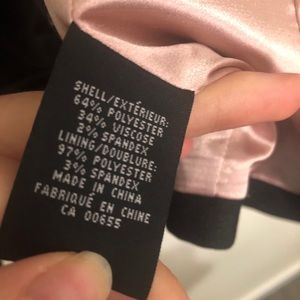 SHELL/EXTÉRIEUR:
64% POLYESTER
34% VISCOSE
2% SPANDEX
LINING/DOUBLURE:
97% POLYESTER
3% SPANDEX
MADE IN CHINA
FABRIQUÉ EN CHINE
CA 00655